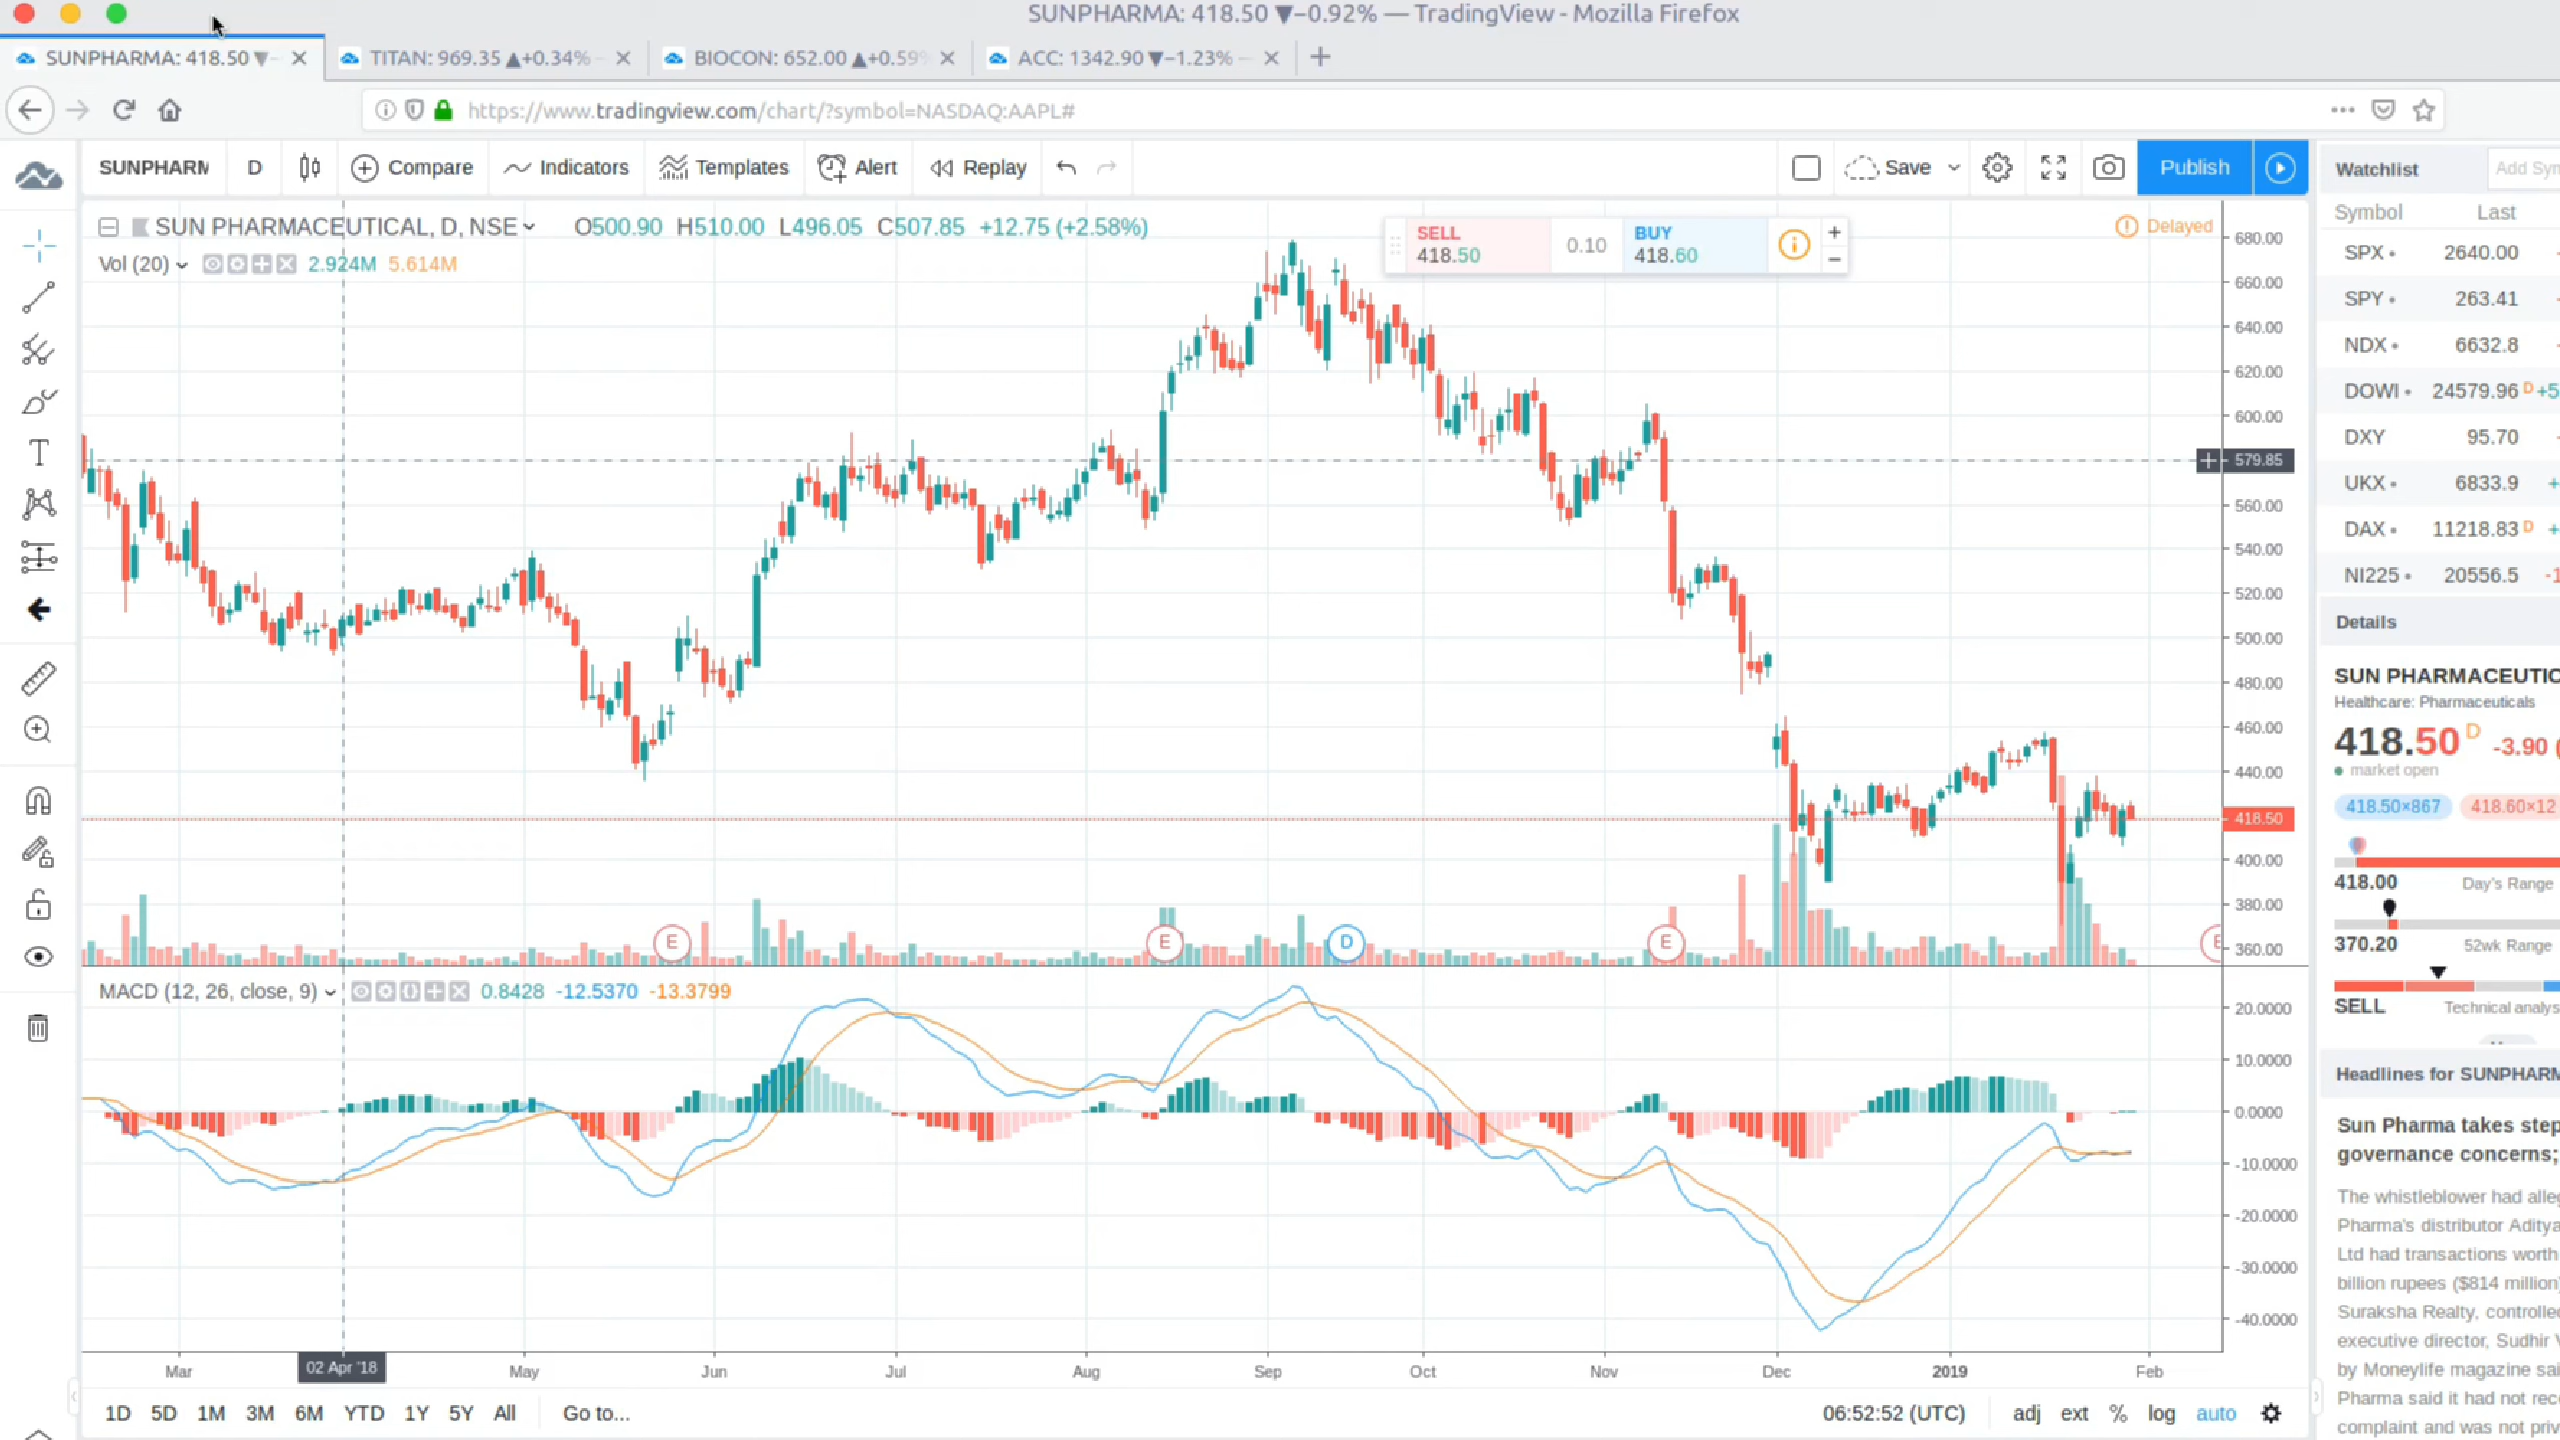 SUNPHARMA: 418.50 ▼−0.92% — TradingView - Mozilla Firefox
SUNPHARMA: 418.50 ▼−
TITAN: 969.35 ▲+0.34% −
BIOCON: 652.00 ▲+0.59%
ACC: 1342.90 ▼−1.23% —
https://www.tradingview.com/chart/?symbol=NASDAQ:AAPL#
SUNPHARM D Compare Indicators Templates Alert Replay Save Publish
SUN PHARMACEUTICAL, D, NSE O500.90 H510.00 L496.05 C507.85 +12.75 (+2.58%)
Vol (20) 2.924M 5.614M
SELL
418.50
0.10
BUY
418.60
Delayed
680.00
660.00
640.00
620.00
600.00
579.85
560.00
540.00
520.00
500.00
480.00
460.00
440.00
418.50
400.00
380.00
360.00
E E D E E
MACD (12, 26, close, 9) 0.8428 -12.5370 -13.3799
20.0000
10.0000
0.0000
-10.0000
-20.0000
-30.0000
-40.0000
Mar 02 Apr '18 May Jun Jul Aug Sep Oct Nov Dec 2019 Feb
1D 5D 1M 3M 6M YTD 1Y 5Y All Go to... 06:52:52 (UTC) adj ext % log auto
Watchlist Add Sym
Symbol Last
SPX 2640.00
SPY 263.41
NDX 6632.8
DOWI 24579.96 D +5
DXY 95.70
UKX 6833.9 +
DAX 11218.83 D +
NI225 20556.5 -1
Details
SUN PHARMACEUTIC
Healthcare: Pharmaceuticals
418.50 D -3.90 (
market open
418.50×867 418.60×12
418.00 Day's Range
370.20 52wk Range
SELL Technical analys
Headlines for SUNPHARM
Sun Pharma takes step
governance concerns;
The whistleblower had alle
Pharma's distributor Aditya
Ltd had transactions worth
billion rupees ($814 million)
Suraksha Realty, controlle
executive director, Sudhir V
by Moneylife magazine sai
Pharma said it had not rec
complaint and was not priv